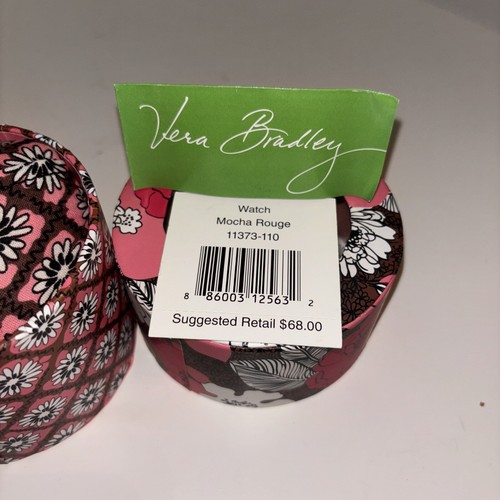 Vera Bradley
Watch
Mocha Rouge
11373-110
8 86003 12563 2
Suggested Retail $68.00